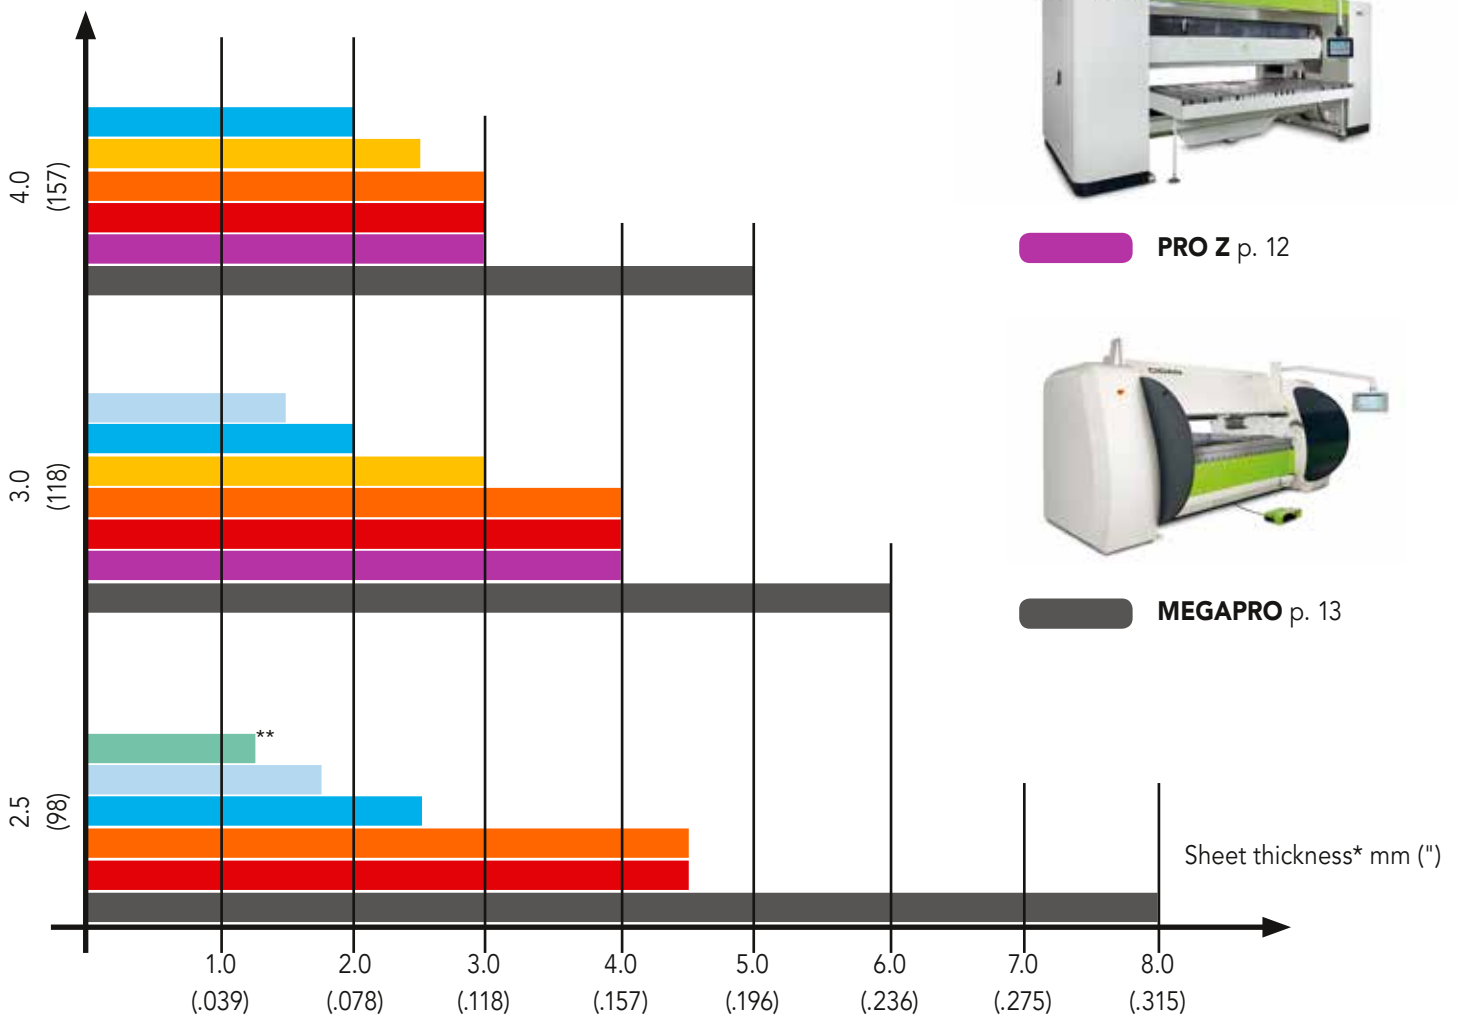 4.0
(157)
3.0
(118)
2.5
(98)
**
PRO Z p. 12
MEGAPRO p. 13
Sheet thickness* mm (")
1.0 2.0 3.0 4.0 5.0 6.0 7.0 8.0
(.039) (.078) (.118) (.157) (.196) (.236) (.275) (.315)